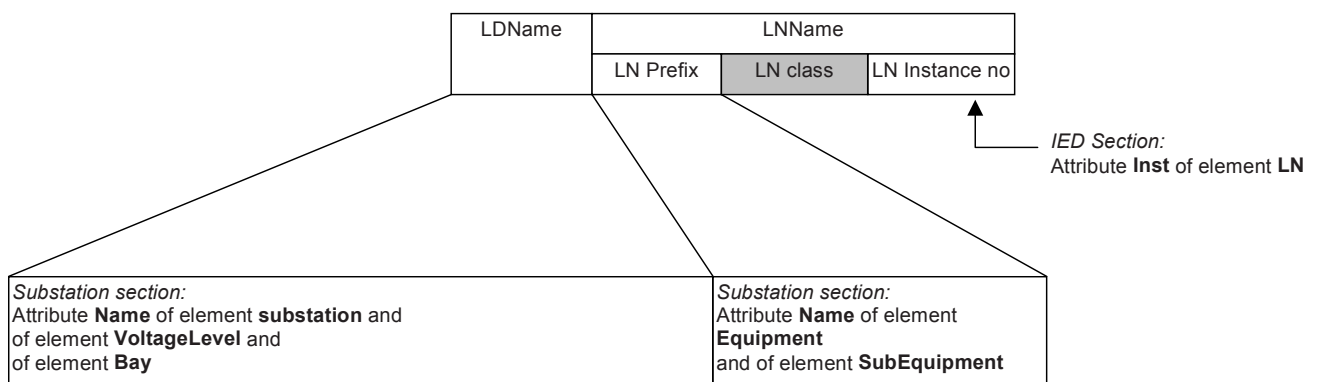 LDName
LNName
LN Prefix
LN class
LN Instance no
IED Section:
Attribute Inst of element LN
Substation section:
Attribute Name of element substation and
of element VoltageLevel and
of element Bay
Substation section:
Attribute Name of element
Equipment
and of element SubEquipment